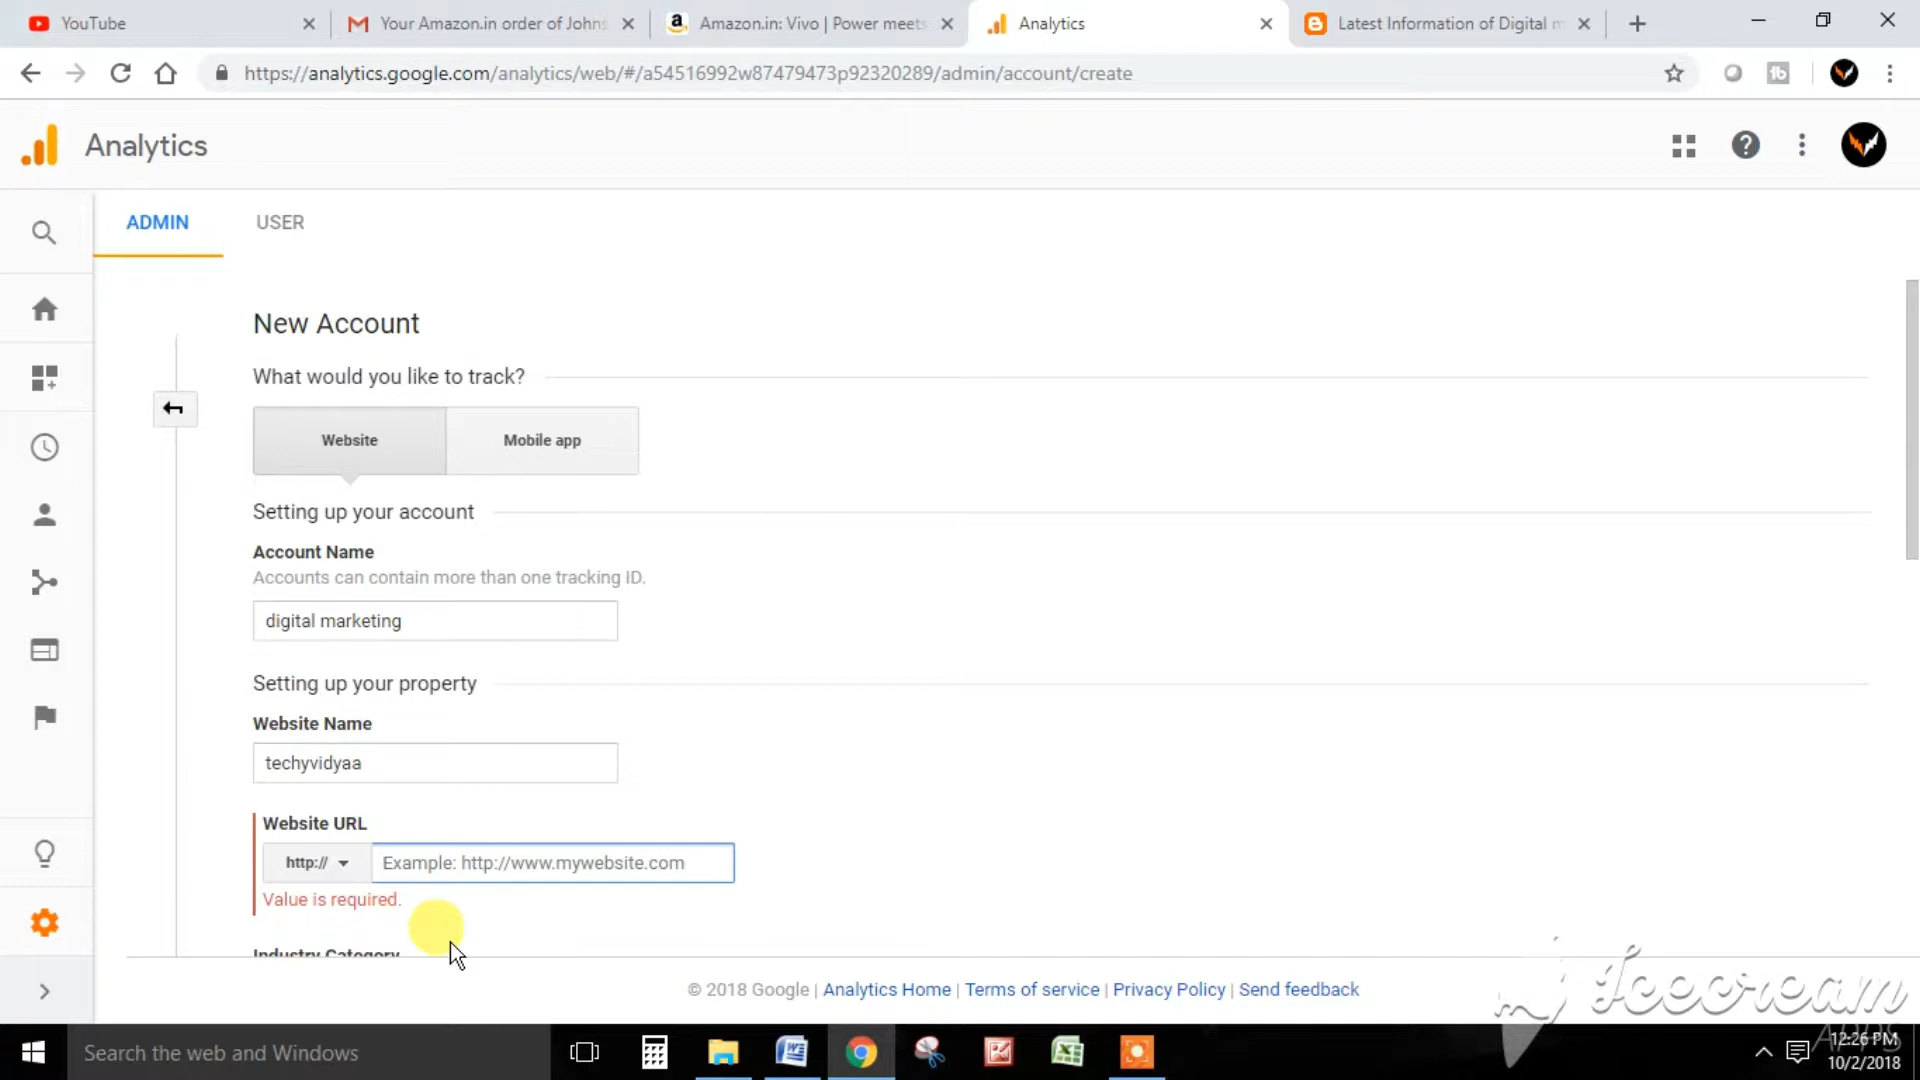 YouTube
Your Amazon.in order of Johns
Amazon.in: Vivo | Power meets
Analytics
Latest Information of Digital m
https://analytics.google.com/analytics/web/#/a54516992w87479473p92320289/admin/account/create
Analytics
ADMIN
USER
New Account
What would you like to track?
Website
Mobile app
Setting up your account
Account Name
Accounts can contain more than one tracking ID.
digital marketing
Setting up your property
Website Name
techyvidyaa
Website URL
http://
Example: http://www.mywebsite.com
Value is required.
Industry Category
© 2018 Google | Analytics Home | Terms of service | Privacy Policy | Send feedback
Icecream
APPS
Search the web and Windows
12:26 PM
10/2/2018